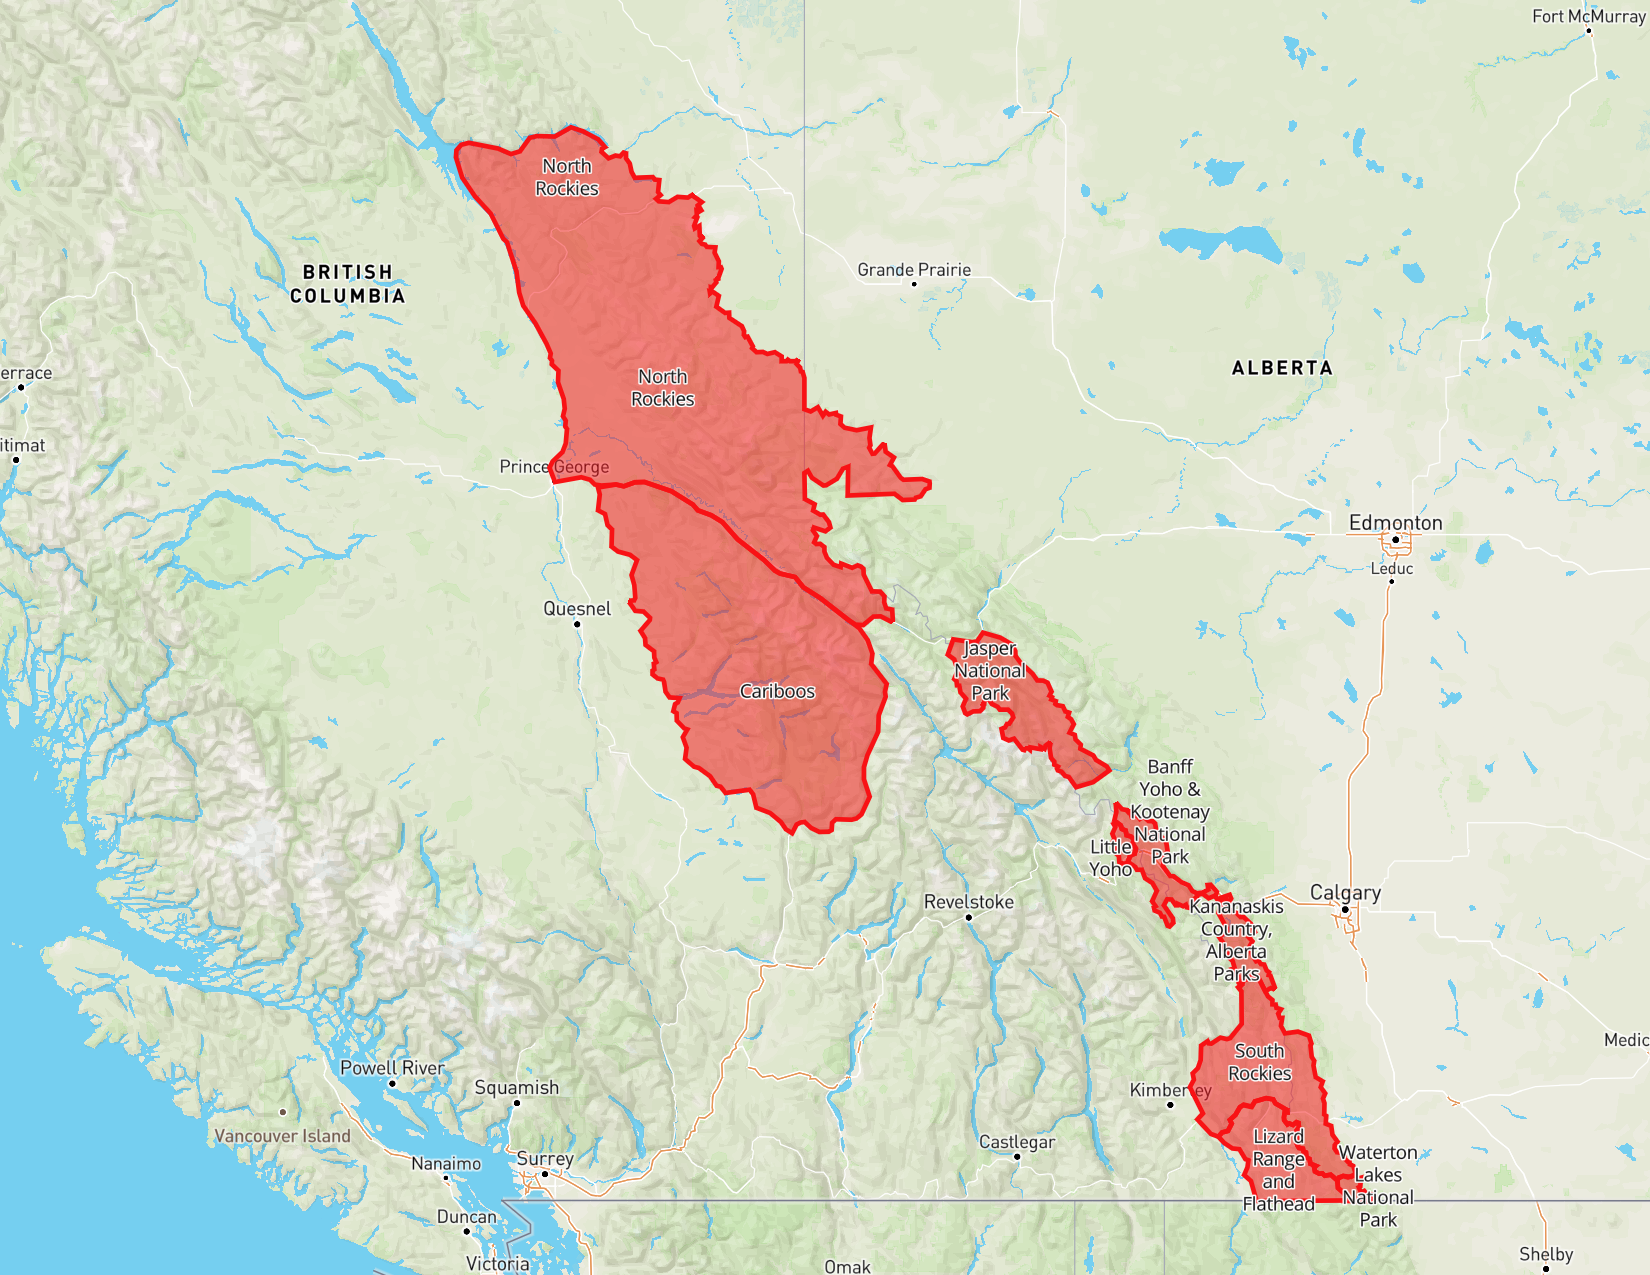 Fort McMurray
North
Rockies
BRITISH
COLUMBIA
Grande Prairie
ALBERTA
errace
North
Rockies
itimat
Prince George
Edmonton
Leduc
Quesnel
Jasper
National
Park
Cariboos
Banff
Yoho &
Kootenay
National
Park
Little
Yoho
Calgary
Revelstoke
Kananaskis
Country,
Alberta
Parks
Medic
South
Rockies
Powell River
Squamish
Kimberley
Vancouver Island
Castlegar
Lizard
Range
and
Flathead
Waterton
Lakes
National
Park
Nanaimo
Surrey
Duncan
Victoria
Omak
Shelby